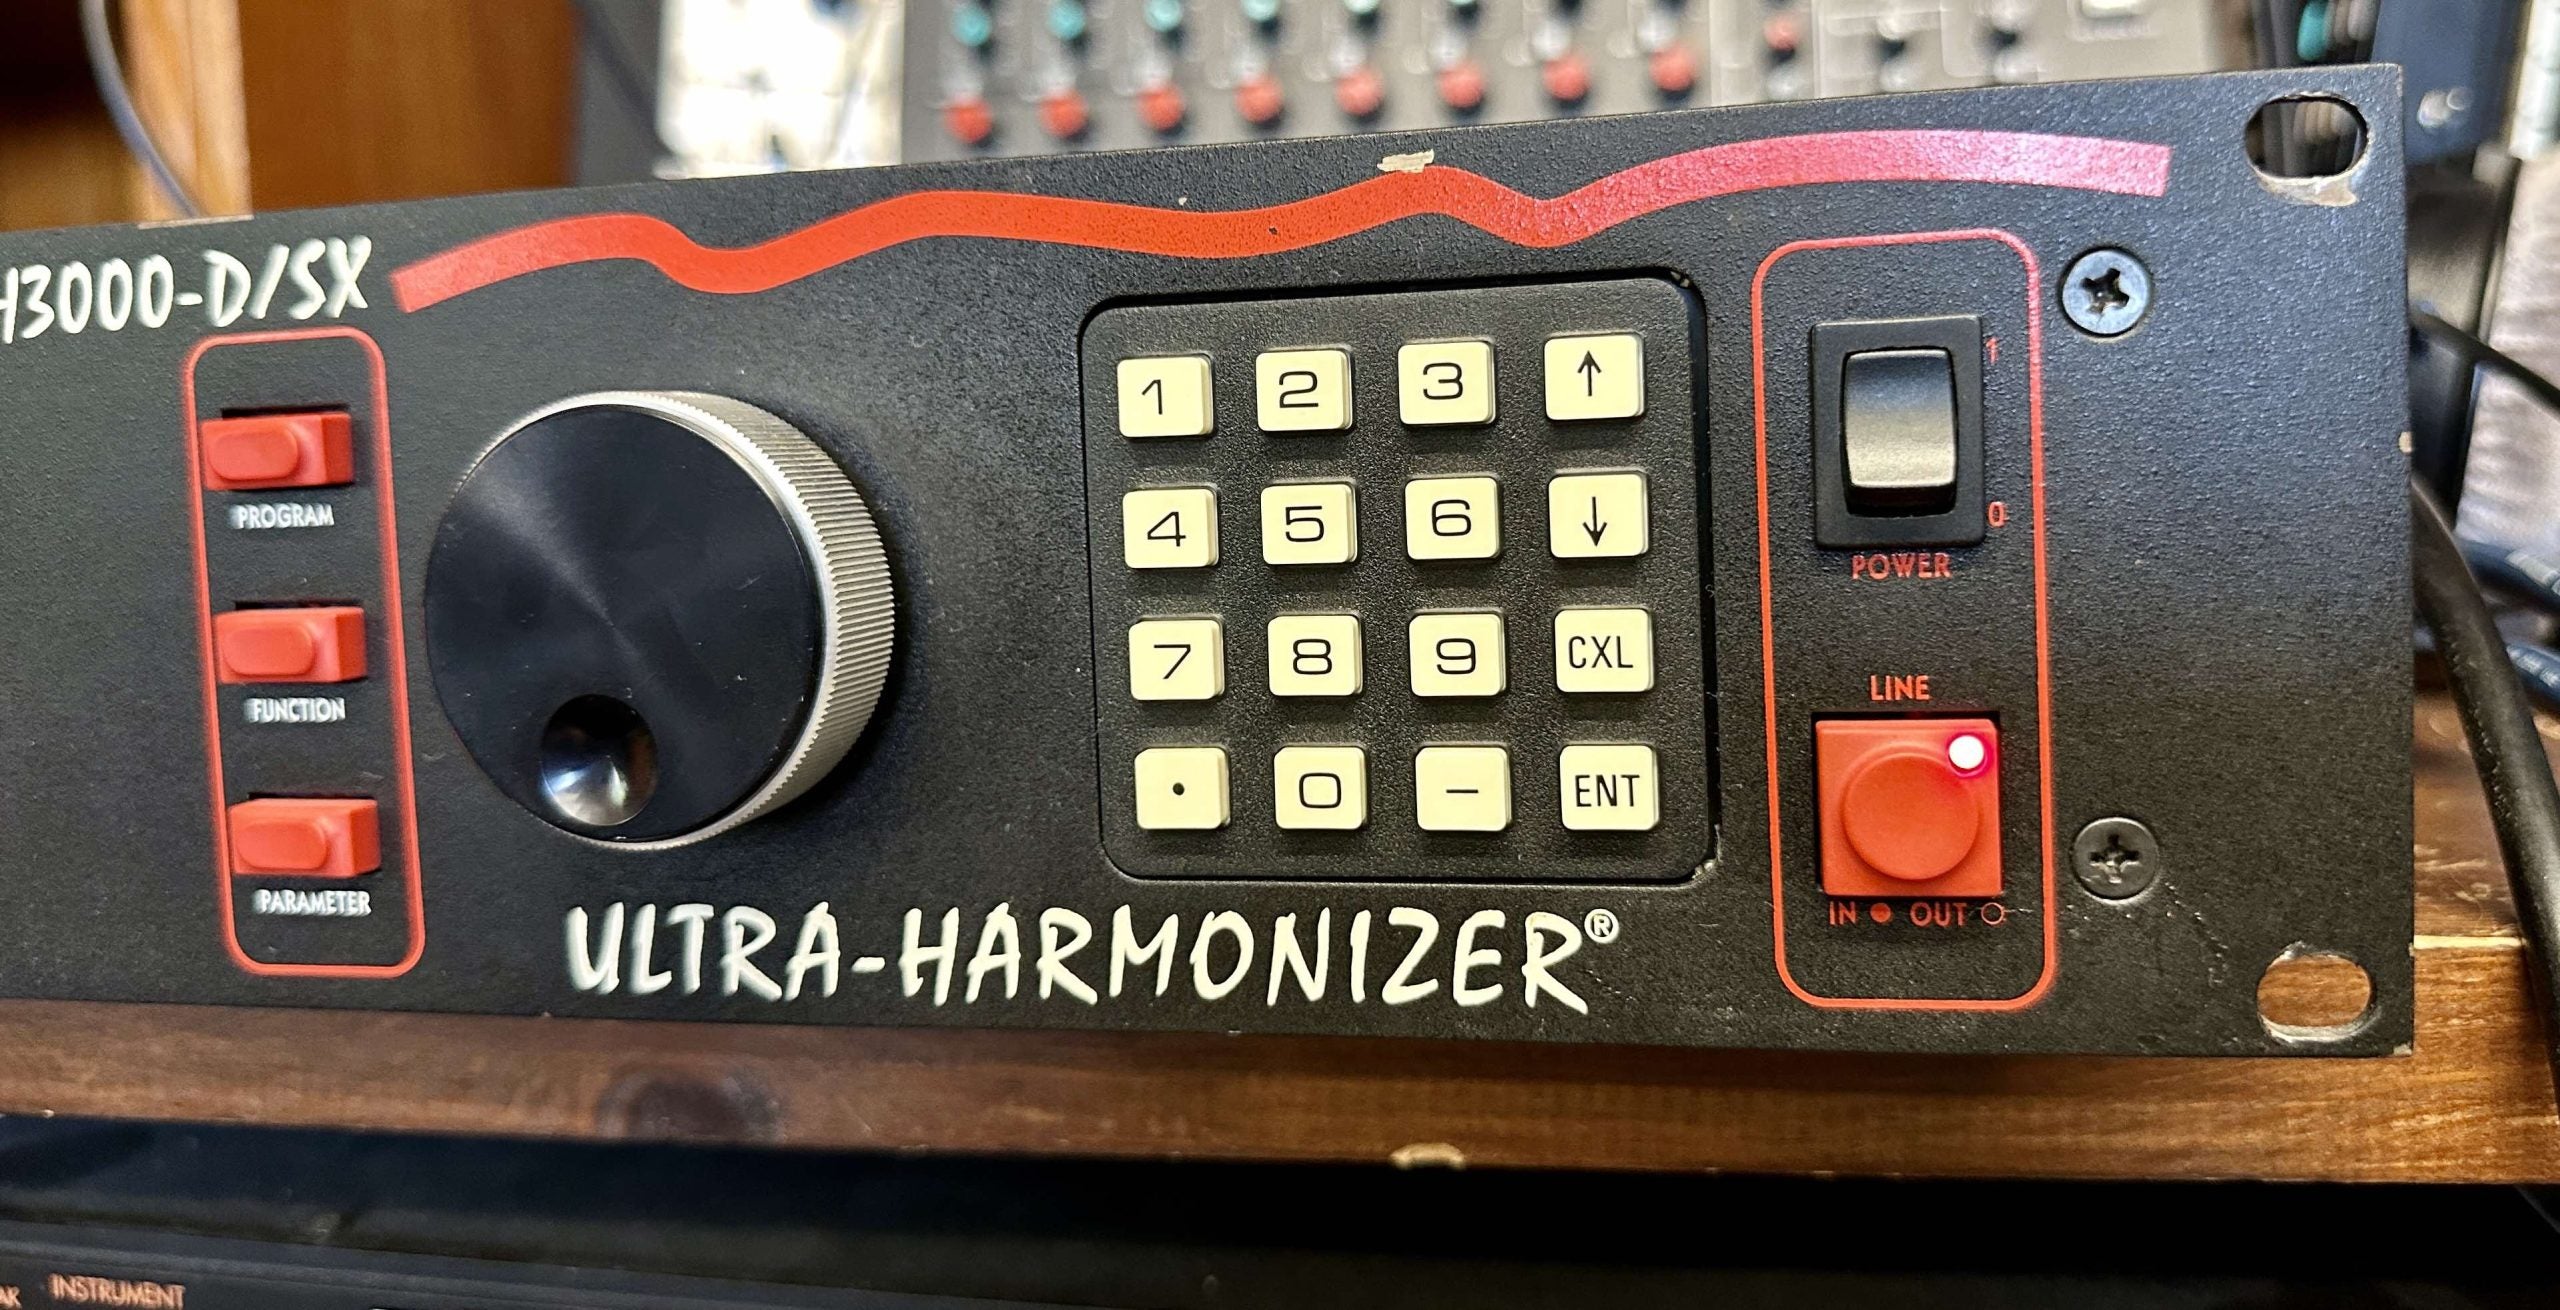 H3000-D/SX
PROGRAM
FUNCTION
PARAMETER
1 2 3 ↑
4 5 6 ↓
7 8 9 CXL
. 0 – ENT
1
0
POWER
LINE
IN ● OUT ○
ULTRA-HARMONIZER®
INSTRUMENT